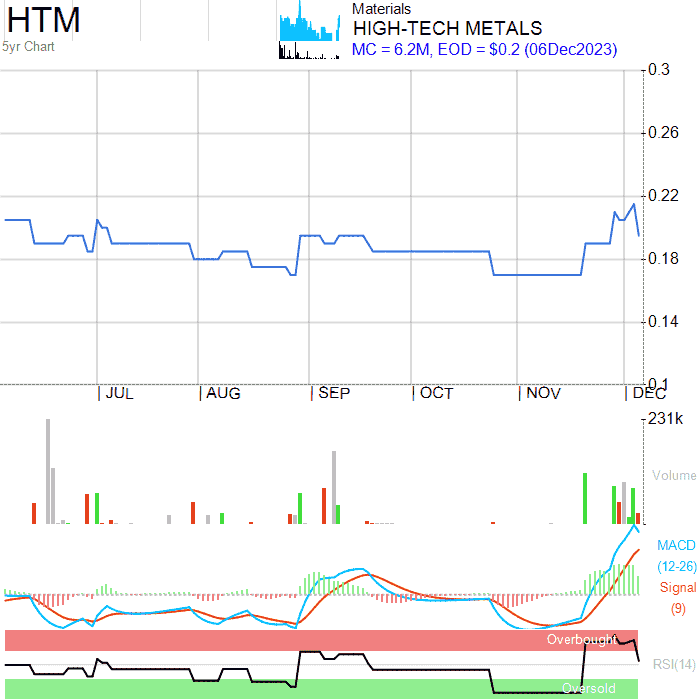 HTM
5yr Chart
Materials
HIGH-TECH METALS
MC = 6.2M, EOD = $0.2 (06Dec2023)
0.3
0.26
0.22
0.18
0.14
0.1
JUL AUG SEP OCT NOV DEC
231k
Volume
MACD
(12-26)
Signal
(9)
Overbought
RSI(14)
Oversold